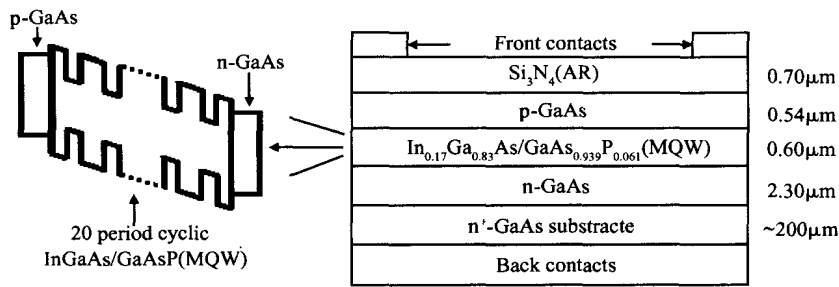 p-GaAs
n-GaAs
20 period cyclic
InGaAs/GaAsP(MQW)
Front contacts
Si₃N₄(AR)
0.70μm
p-GaAs
0.54μm
In₀.₁₇Ga₀.₈₃As/GaAs₀.₉₃₉P₀.₀₆₁(MQW)
0.60μm
n-GaAs
2.30μm
n⁺-GaAs substracte
~200μm
Back contacts